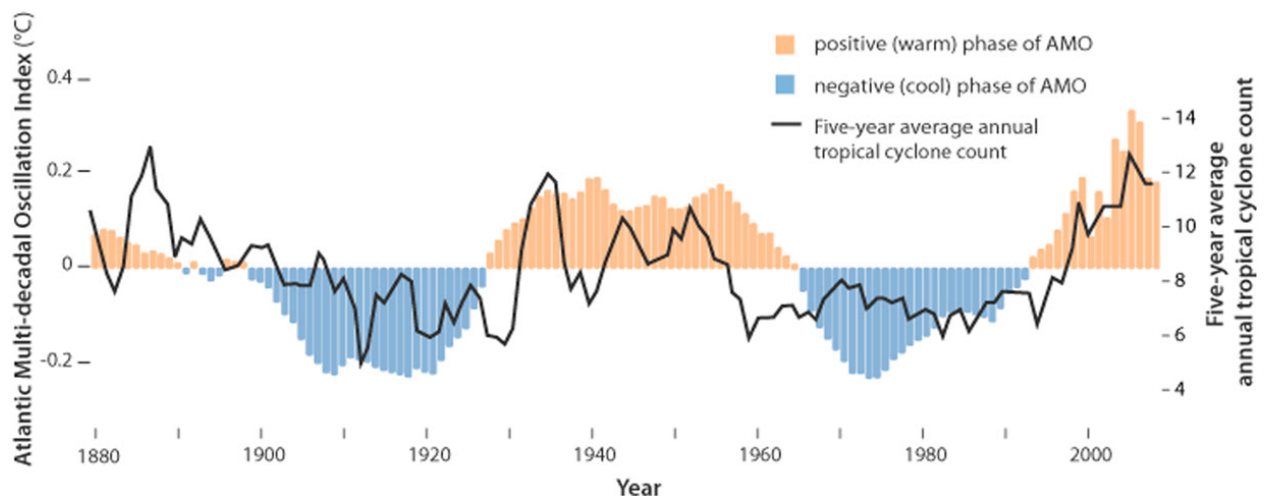 Atlantic Multi-decadal Oscillation Index (°C)
0.4
0.2
0
-0.2
positive (warm) phase of AMO
negative (cool) phase of AMO
Five-year average annual
tropical cyclone count
14
12
10
8
6
4
Five-year average
annual tropical cyclone count
1880
1900
1920
1940
1960
1980
2000
Year